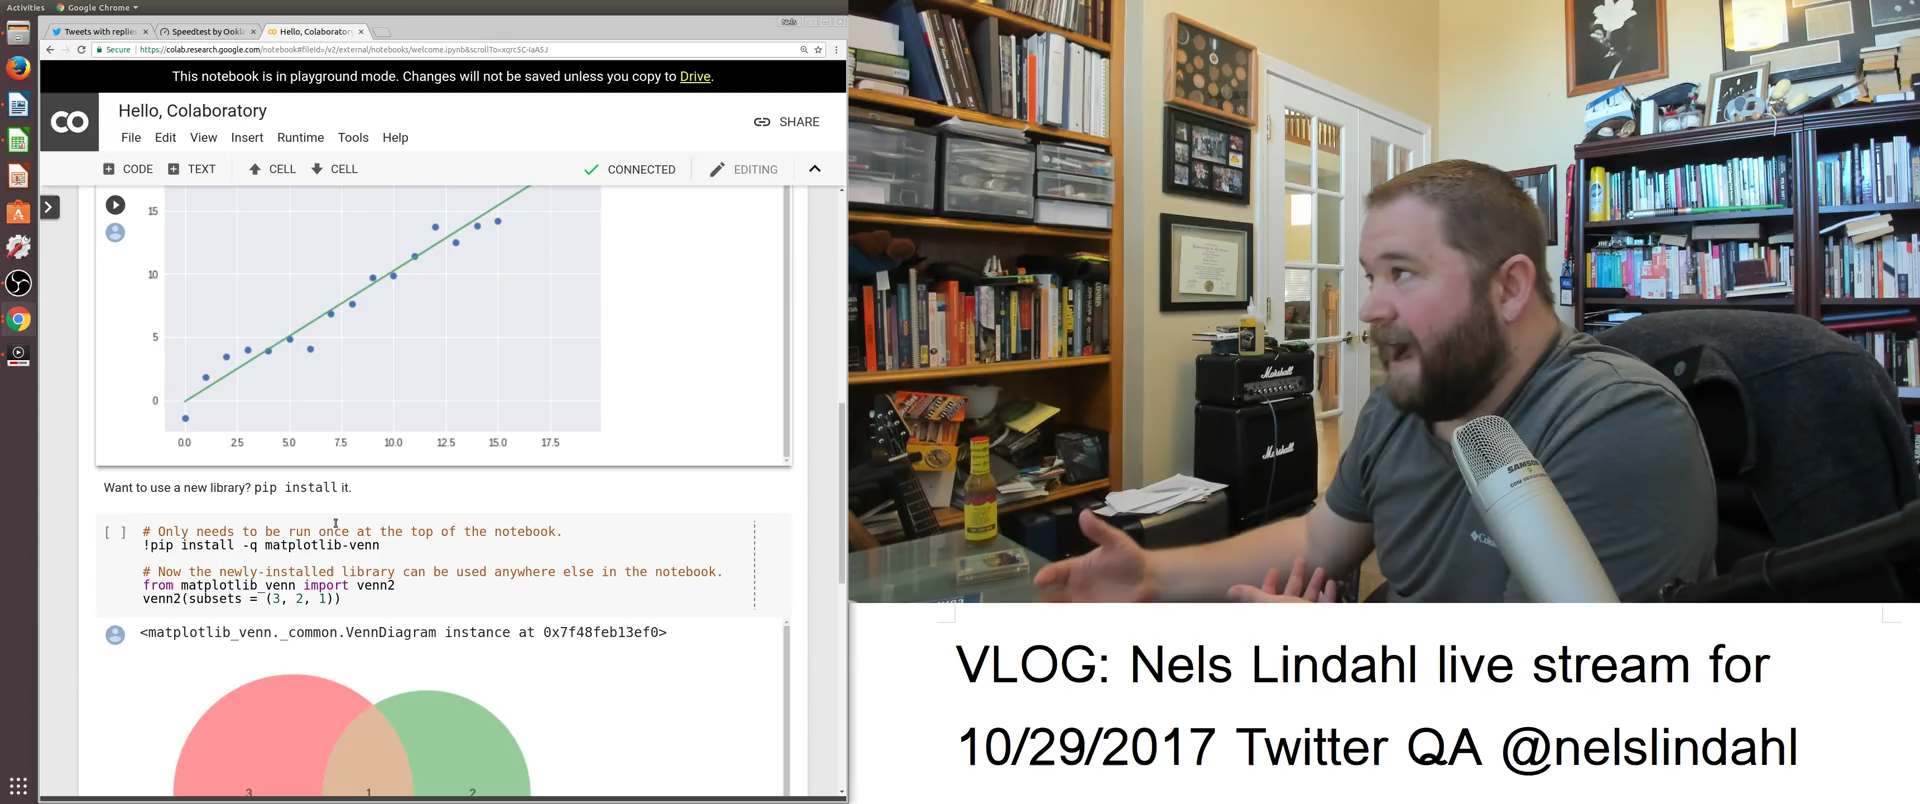 Activities
Google Chrome
Nels
Tweets with replies
Speedtest by Ookla
Hello, Colaboratory
Secure
https://colab.research.google.com/notebook#fileId=/v2/external/notebooks/welcome.ipynb&scrollTo=xqrc5C-IaA5J
This notebook is in playground mode. Changes will not be saved unless you copy to Drive.
CO
Hello, Colaboratory
SHARE
File Edit View Insert Runtime Tools Help
CODE TEXT CELL CELL CONNECTED EDITING
15
10
5
0
0.0 2.5 5.0 7.5 10.0 12.5 15.0 17.5
Want to use a new library? pip install it.
[ ] # Only needs to be run once at the top of the notebook.
!pip install -q matplotlib-venn
# Now the newly-installed library can be used anywhere else in the notebook.
from matplotlib_venn import venn2
venn2(subsets = (3, 2, 1))
<matplotlib_venn._common.VennDiagram instance at 0x7f48feb13ef0>
3 1 2
Marshall
Marshall
SAMSON
VLOG: Nels Lindahl live stream for
10/29/2017 Twitter QA @nelslindahl